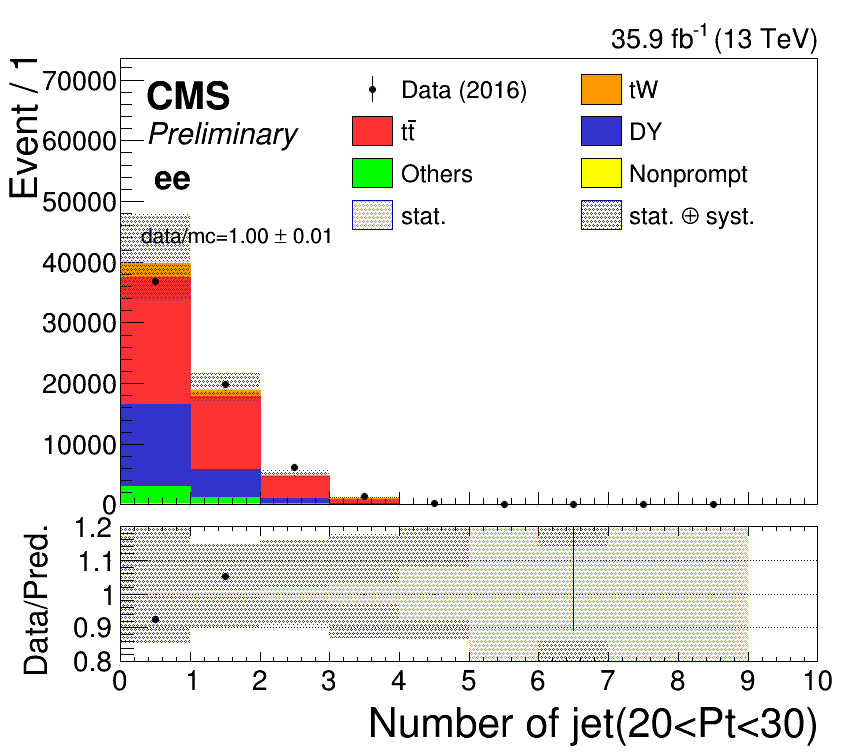 35.9 fb⁻¹ (13 TeV)
Event / 1
70000
60000
50000
40000
30000
20000
10000
0
CMS
Preliminary
ee
data/mc=1.00 ± 0.01
Data (2016)
tW
tt̄
DY
Others
Nonprompt
stat.
stat. ⊕ syst.
Data/Pred.
1.2
1.1
1
0.9
0.8
0 1 2 3 4 5 6 7 8 9 10
Number of jet(20<Pt<30)